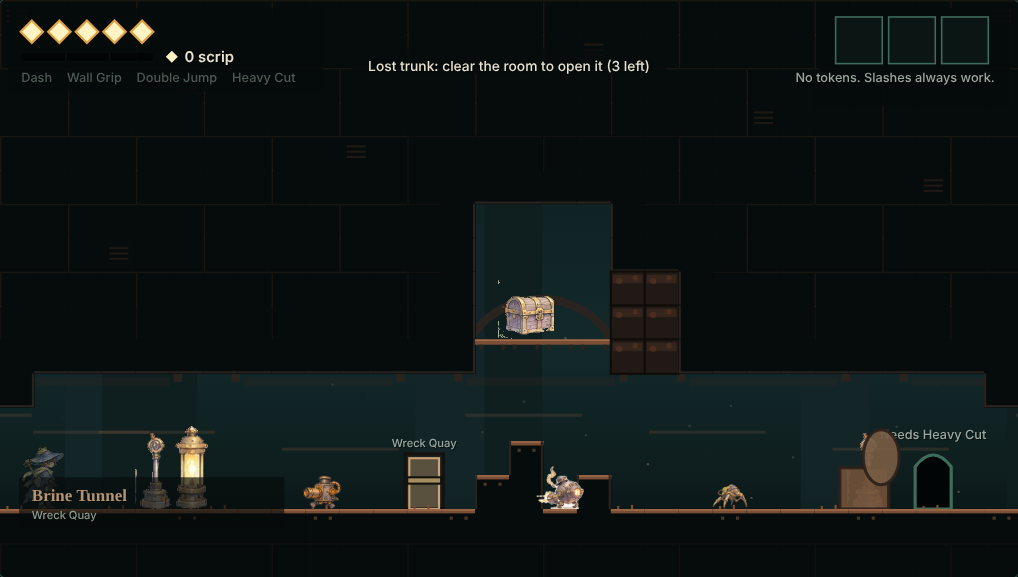 0 scrip
Dash Wall Grip Double Jump Heavy Cut
Lost trunk: clear the room to open it (3 left)
No tokens. Slashes always work.
Wreck Quay
Heavy Cut
Brine Tunnel
Wreck Quay